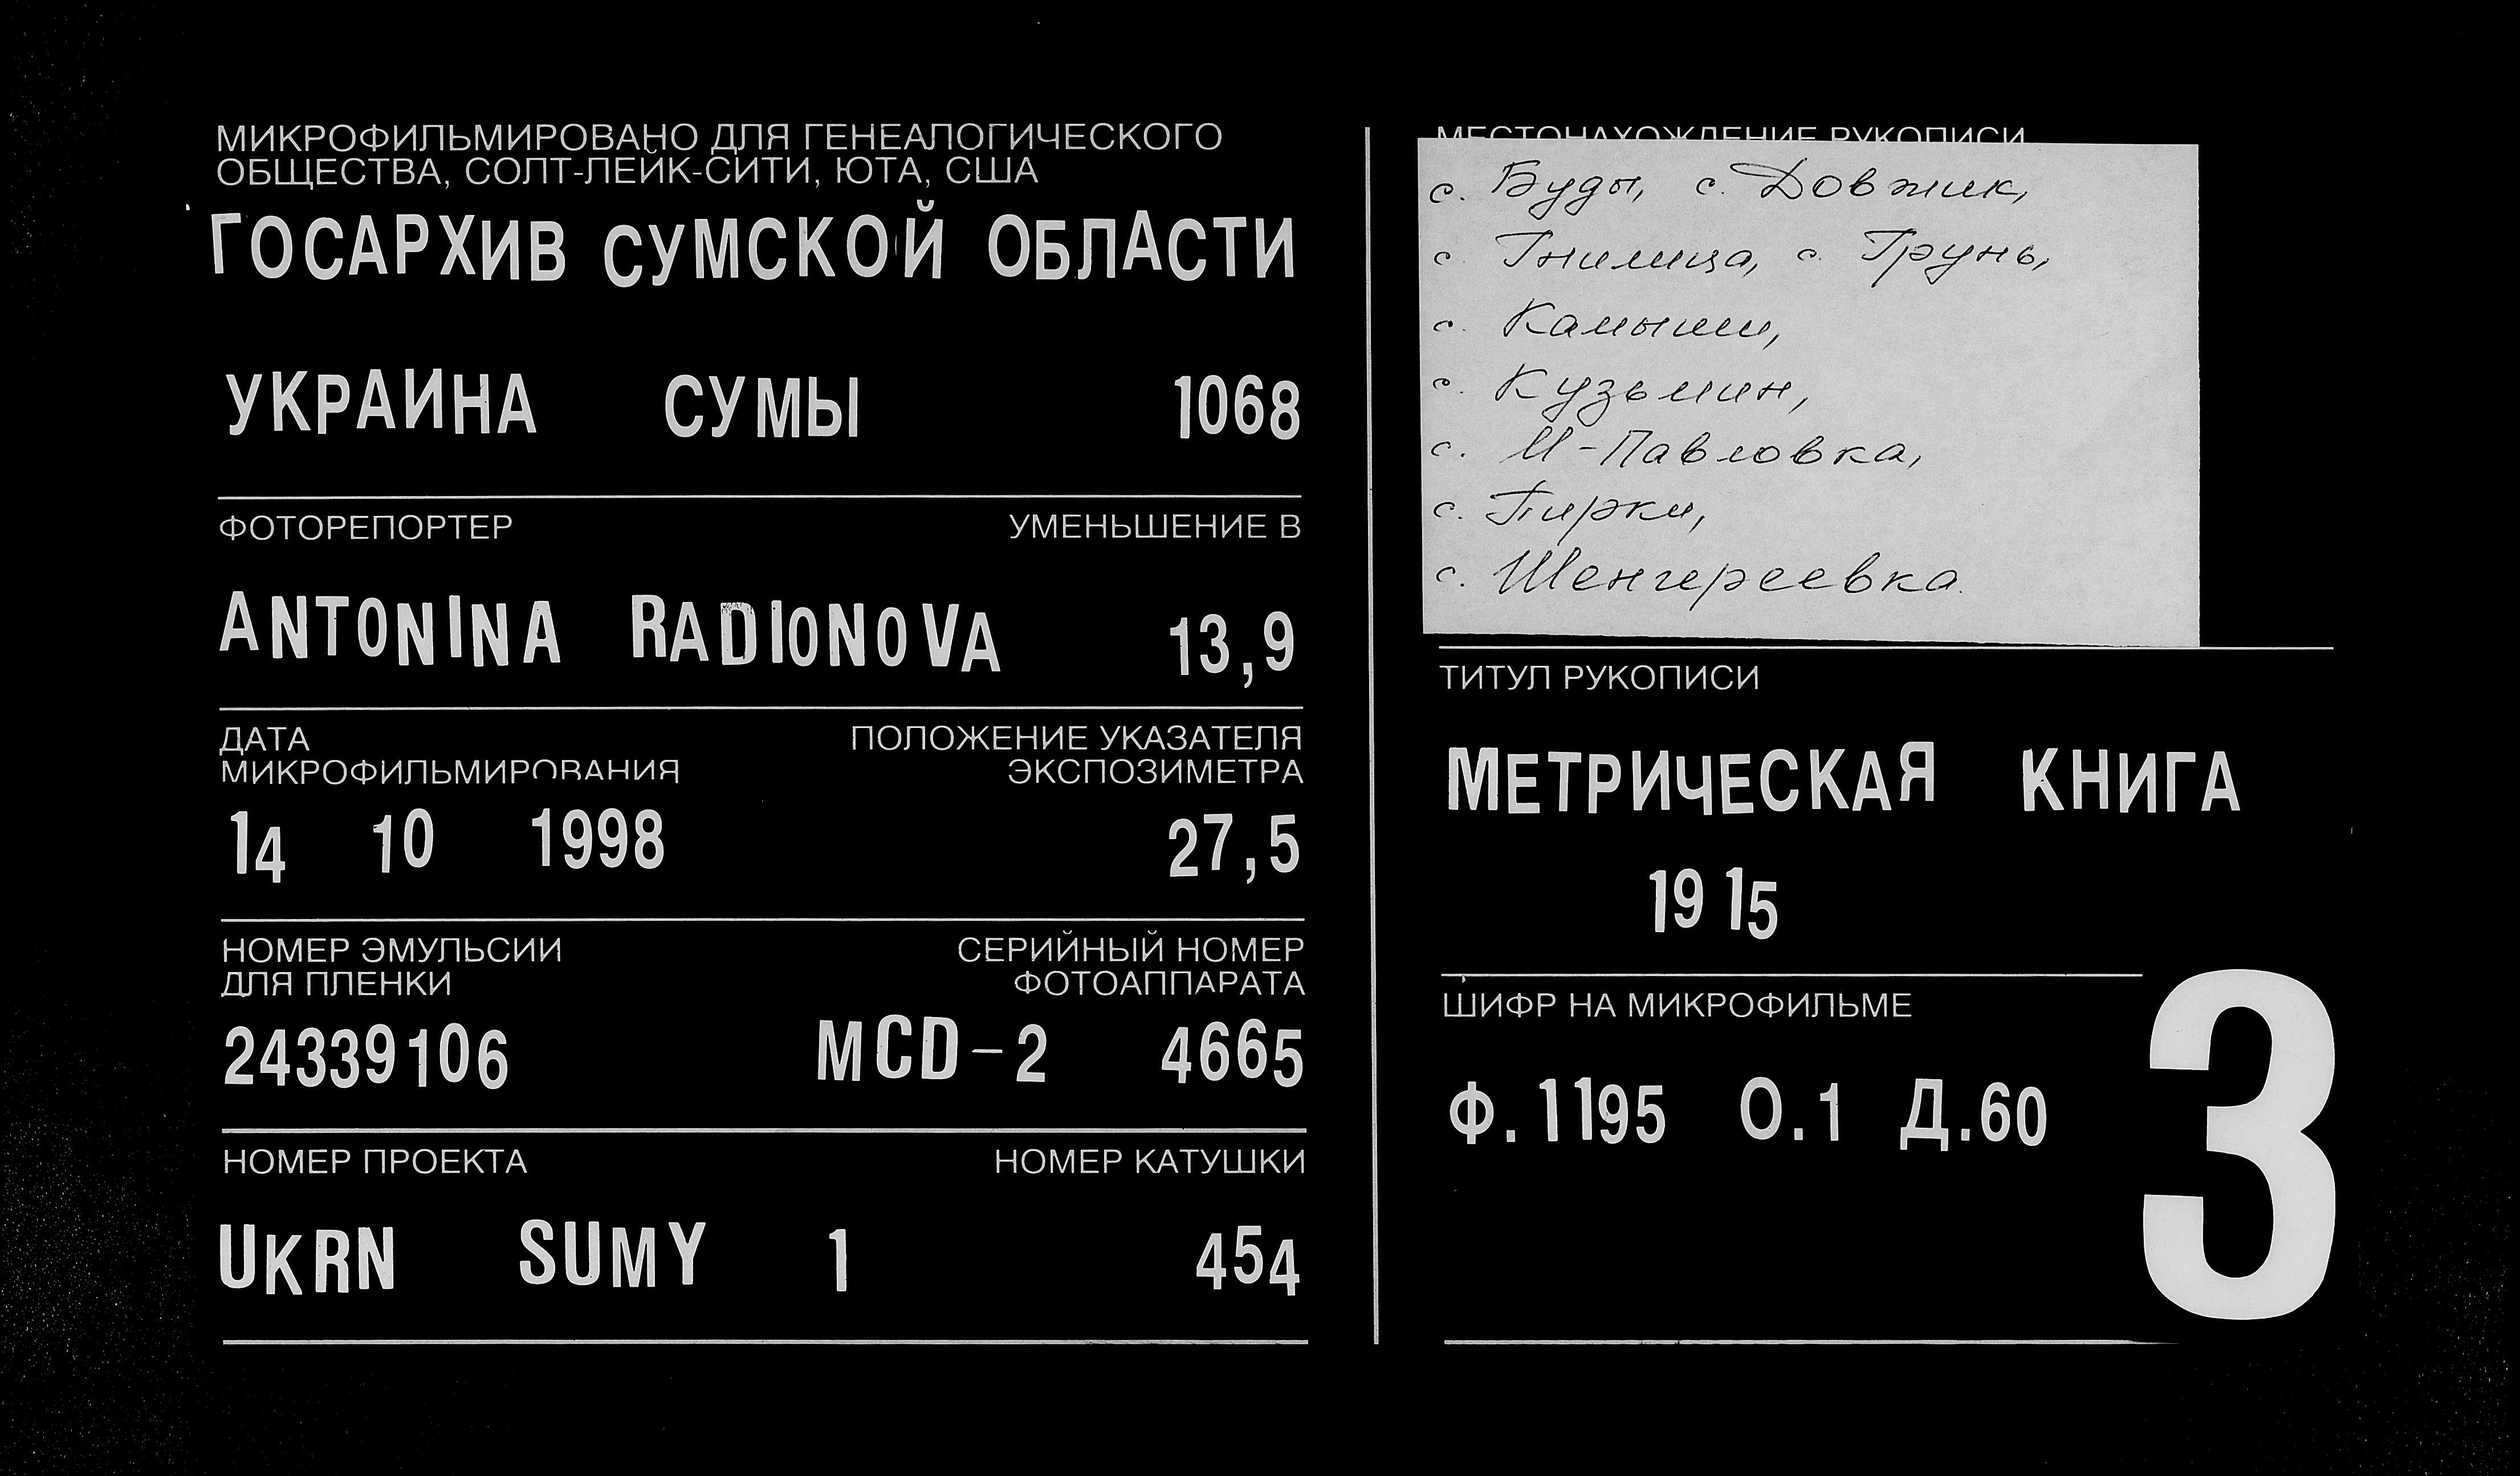 МИКРОФИЛЬМИРОВАНО ДЛЯ ГЕНЕАЛОГИЧЕСКОГО
ОБЩЕСТВА, СОЛТ-ЛЕЙК-СИТИ, ЮТА, США
ГОСАРХИВ СУМСКОЙ ОБЛАСТИ
УКРАИНА СУМЫ 1068
ФОТОРЕПОРТЕР УМЕНЬШЕНИЕ В
ANTONINA RADIONOVA 13,9
ДАТА ПОЛОЖЕНИЕ УКАЗАТЕЛЯ
МИКРОФИЛЬМИРОВАНИЯ ЭКСПОЗИМЕТРА
14 10 1998 27,5
НОМЕР ЭМУЛЬСИИ СЕРИЙНЫЙ НОМЕР
ДЛЯ ПЛЕНКИ ФОТОАППАРАТА
24339106 MCD-2 4665
НОМЕР ПРОЕКТА НОМЕР КАТУШКИ
UKRN SUMY 1 454
МЕСТОНАХОЖДЕНИЕ РУКОПИСИ
с. Буды, с. Довжик,
с. Гнилица, с. Грунь,
с. Камыши,
с. Кузьмин,
с. М-Павловка,
с. Пирки,
с. Шенгереевка.
ТИТУЛ РУКОПИСИ
МЕТРИЧЕСКАЯ КНИГА
1915
ШИФР НА МИКРОФИЛЬМЕ
Ф.1195 О.1 Д.60
3